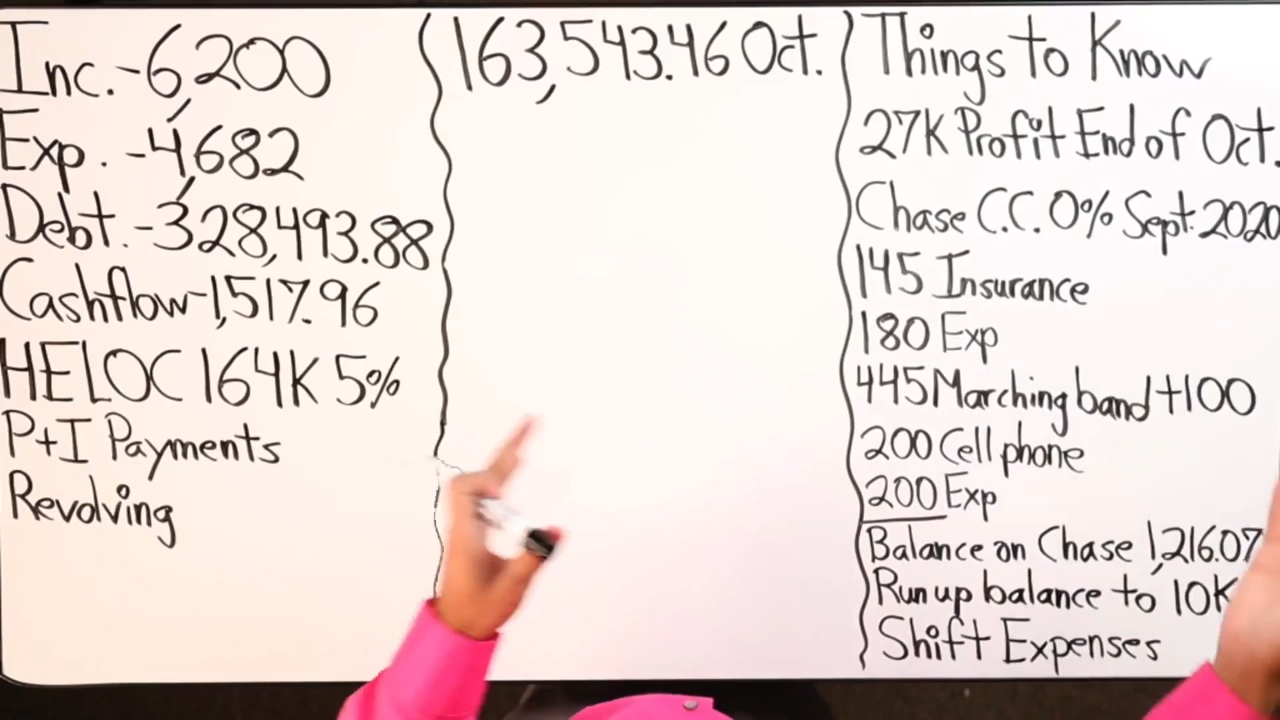 Inc.-6,200
Exp.-4,682
Debt.-328,493.88
Cashflow-1,517.96
HELOC 164K 5%
P+I Payments
Revolving
163,543.46 Oct.
Things to Know
27K Profit End of Oct.
Chase C.C. 0% Sept. 2020
145 Insurance
180 Exp
445 Marching band +100
200 Cell phone
200 Exp
Balance on Chase 1,216.07
Run up balance to 10K
Shift Expenses